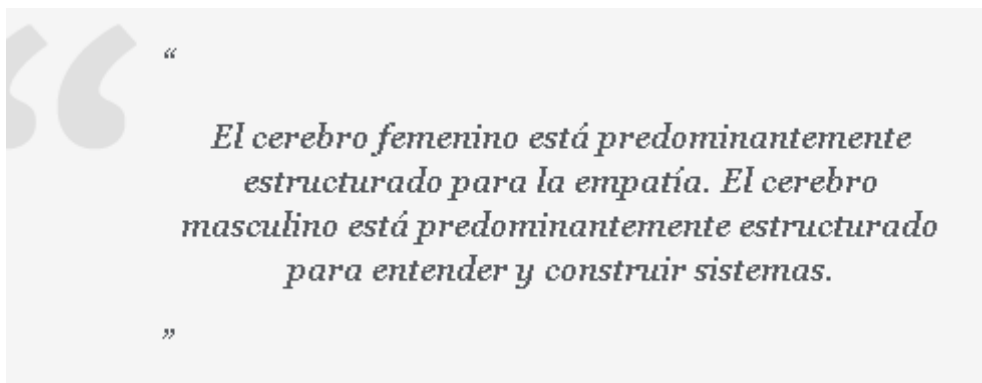 “
El cerebro femenino está predominantemente
estructurado para la empatía. El cerebro
masculino está predominantemente estructurado
para entender y construir sistemas.
”